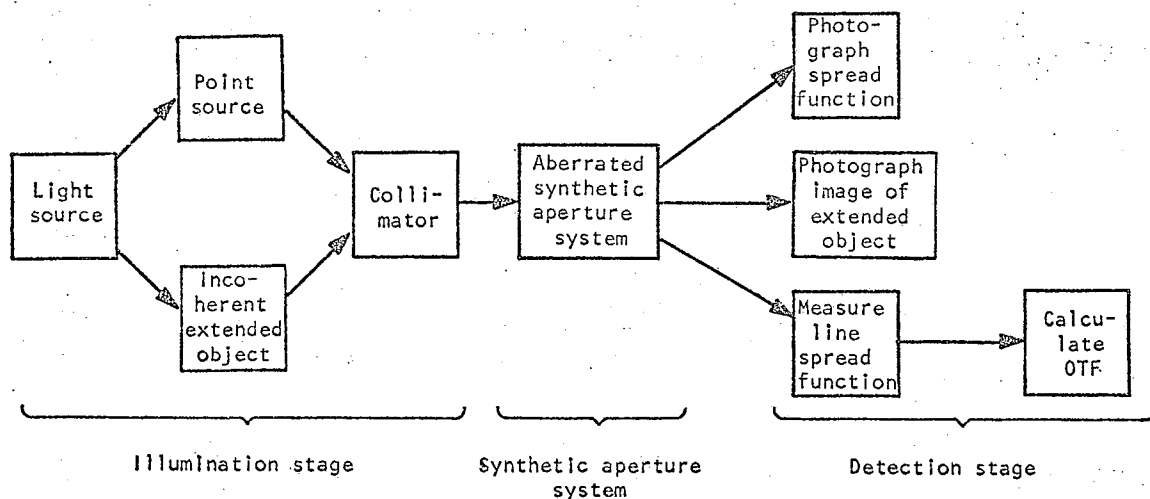 Light
source
Point
source
Inco-
herent
extended
object
Colli-
mator
Aberrated
synthetic
aperture
system
Photo-
graph
spread
function
Photograph
image of
extended
object
Measure
line
spread
function
Calcu-
late
OTF
Illumination stage
Synthetic aperture
system
Detection stage